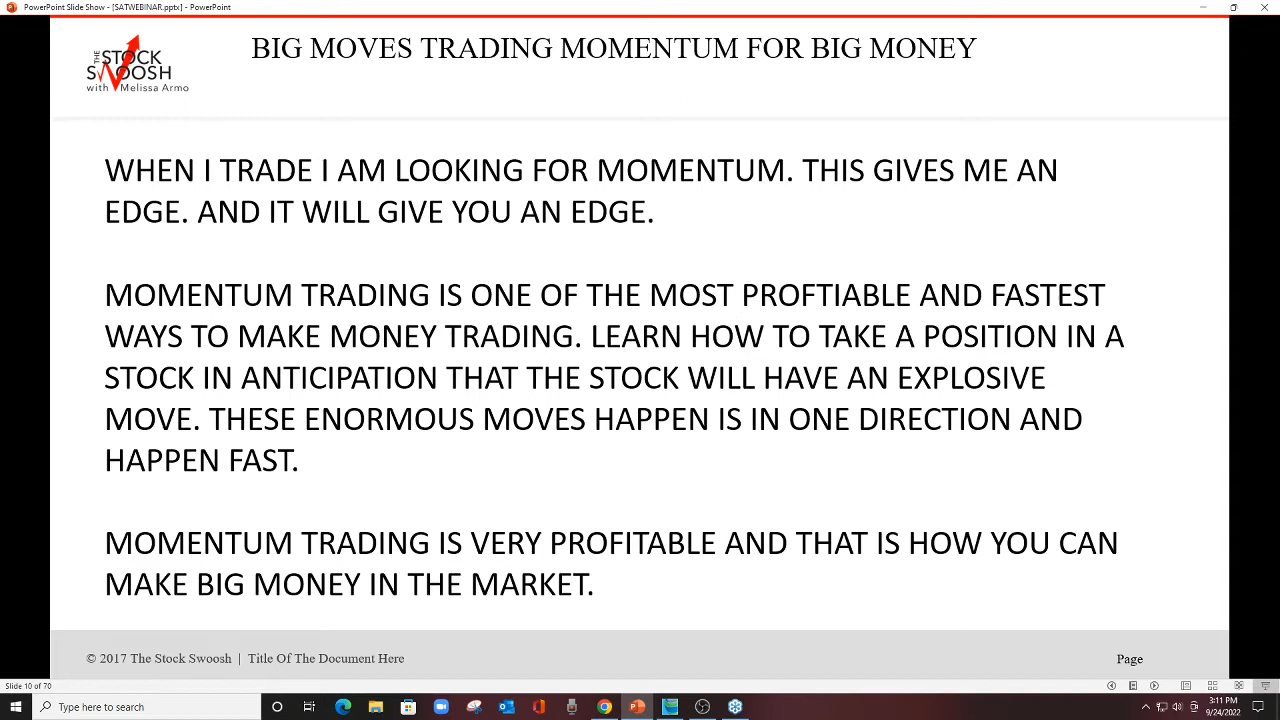 PowerPoint Slide Show - [SATWEBINAR.pptx] - PowerPoint
THE STOCK SWOOSH
with Melissa Armo
BIG MOVES TRADING MOMENTUM FOR BIG MONEY
WHEN I TRADE I AM LOOKING FOR MOMENTUM. THIS GIVES ME AN
EDGE. AND IT WILL GIVE YOU AN EDGE.
MOMENTUM TRADING IS ONE OF THE MOST PROFTIABLE AND FASTEST
WAYS TO MAKE MONEY TRADING. LEARN HOW TO TAKE A POSITION IN A
STOCK IN ANTICIPATION THAT THE STOCK WILL HAVE AN EXPLOSIVE
MOVE. THESE ENORMOUS MOVES HAPPEN IS IN ONE DIRECTION AND
HAPPEN FAST.
MOMENTUM TRADING IS VERY PROFITABLE AND THAT IS HOW YOU CAN
MAKE BIG MONEY IN THE MARKET.
© 2017 The Stock Swoosh | Title Of The Document Here
Page
Slide 10 of 70
Type here to search
3:11 PM
9/24/2022